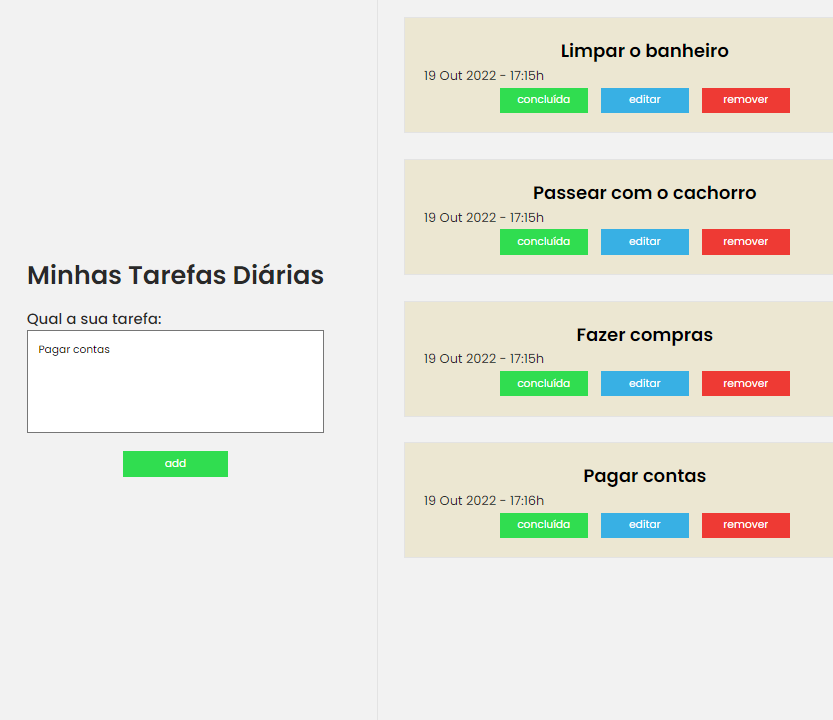 Minhas Tarefas Diárias
Qual a sua tarefa:
Pagar contas
add
Limpar o banheiro
19 Out 2022 - 17:15h
concluída editar remover
Passear com o cachorro
19 Out 2022 - 17:15h
concluída editar remover
Fazer compras
19 Out 2022 - 17:15h
concluída editar remover
Pagar contas
19 Out 2022 - 17:16h
concluída editar remover